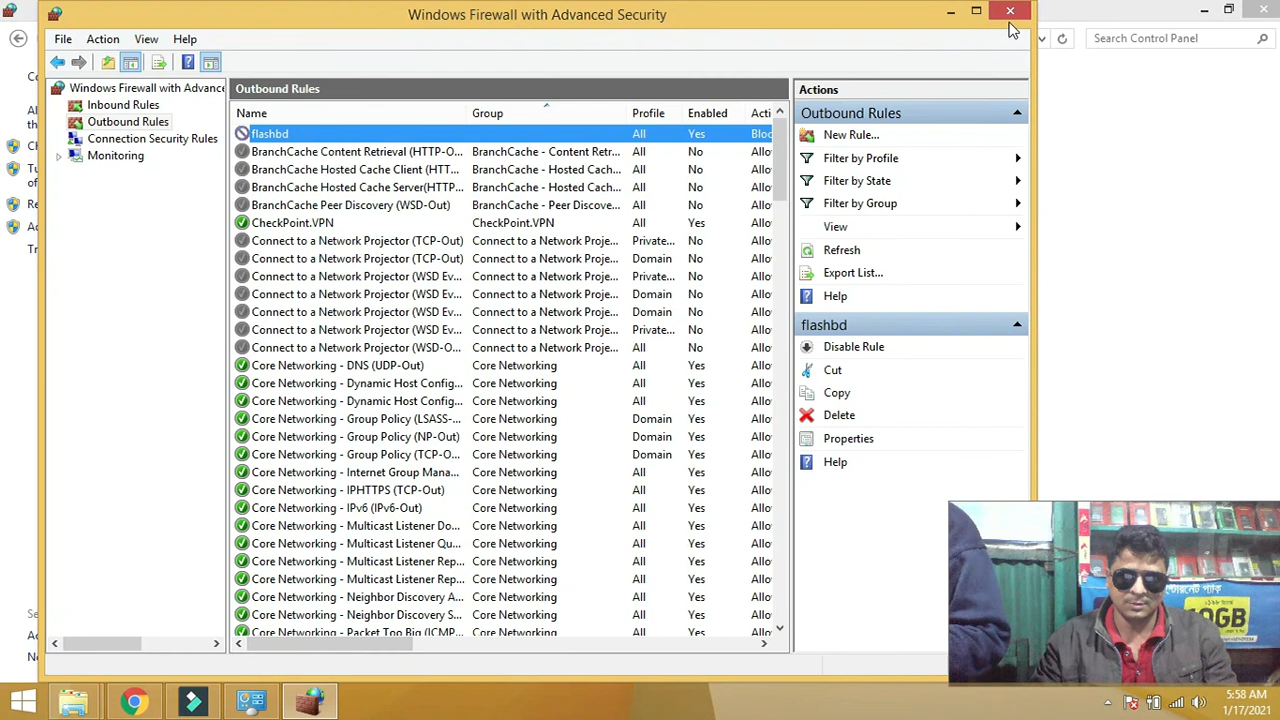 Windows Firewall with Advanced Security
File Action View Help
Search Control Panel
Windows Firewall with Advance
Inbound Rules
Outbound Rules
Connection Security Rules
Monitoring
Outbound Rules
Name Group Profile Enabled Acti
flashbd All Yes Bloc
BranchCache Content Retrieval (HTTP-O... BranchCache - Content Retr... All No Allo
BranchCache Hosted Cache Client (HTT... BranchCache - Hosted Cach... All No Allo
BranchCache Hosted Cache Server(HTTP... BranchCache - Hosted Cach... All No Allo
BranchCache Peer Discovery (WSD-Out) BranchCache - Peer Discove... All No Allo
CheckPoint.VPN CheckPoint.VPN All Yes Allo
Connect to a Network Projector (TCP-Out) Connect to a Network Proje... Private... No Allo
Connect to a Network Projector (TCP-Out) Connect to a Network Proje... Domain No Allo
Connect to a Network Projector (WSD Ev... Connect to a Network Proje... Private... No Allo
Connect to a Network Projector (WSD Ev... Connect to a Network Proje... Domain No Allo
Connect to a Network Projector (WSD Ev... Connect to a Network Proje... Domain No Allo
Connect to a Network Projector (WSD Ev... Connect to a Network Proje... Private... No Allo
Connect to a Network Projector (WSD-O... Connect to a Network Proje... All No Allo
Core Networking - DNS (UDP-Out) Core Networking All Yes Allo
Core Networking - Dynamic Host Config... Core Networking All Yes Allo
Core Networking - Dynamic Host Config... Core Networking All Yes Allo
Core Networking - Group Policy (LSASS-... Core Networking Domain Yes Allo
Core Networking - Group Policy (NP-Out) Core Networking Domain Yes Allo
Core Networking - Group Policy (TCP-O... Core Networking Domain Yes Allo
Core Networking - Internet Group Mana... Core Networking All Yes Allo
Core Networking - IPHTTPS (TCP-Out) Core Networking All Yes Allo
Core Networking - IPv6 (IPv6-Out) Core Networking All Yes Allo
Core Networking - Multicast Listener Do... Core Networking All Yes Allo
Core Networking - Multicast Listener Qu... Core Networking All Yes Allo
Core Networking - Multicast Listener Rep... Core Networking All Yes Allo
Core Networking - Multicast Listener Rep... Core Networking All Yes Allo
Core Networking - Neighbor Discovery A... Core Networking All Yes Allo
Core Networking - Neighbor Discovery S... Core Networking All Yes Allo
Core Networking - Packet Too Big (ICMP... Core Networking All Yes Allo
Actions
Outbound Rules
New Rule...
Filter by Profile
Filter by State
Filter by Group
View
Refresh
Export List...
Help
flashbd
Disable Rule
Cut
Copy
Delete
Properties
Help
5:58 AM
1/17/2021